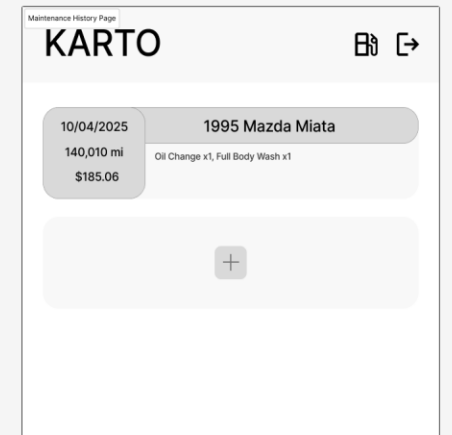 Maintenance History Page
KARTO
10/04/2025
1995 Mazda Miata
140,010 mi
Oil Change x1, Full Body Wash x1
$185.06